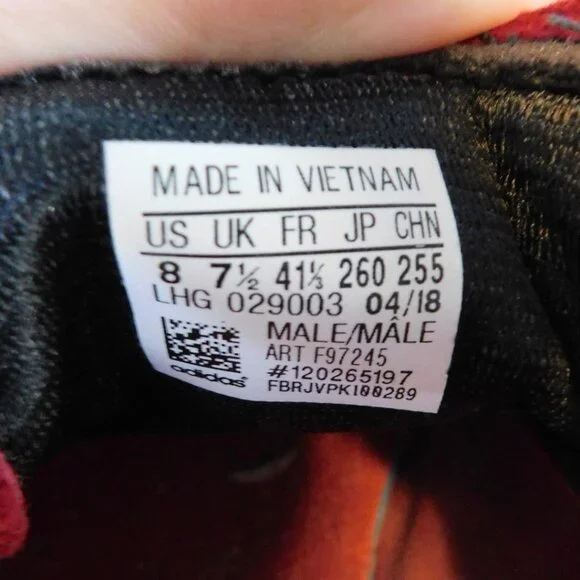 MADE IN VIETNAM
US UK FR JP CHN
8 7½ 41⅓ 260 255
LHG 029003 04/18
MALE/MÂLE
ART F97245
adidas #120265197
FBRJVPK100289